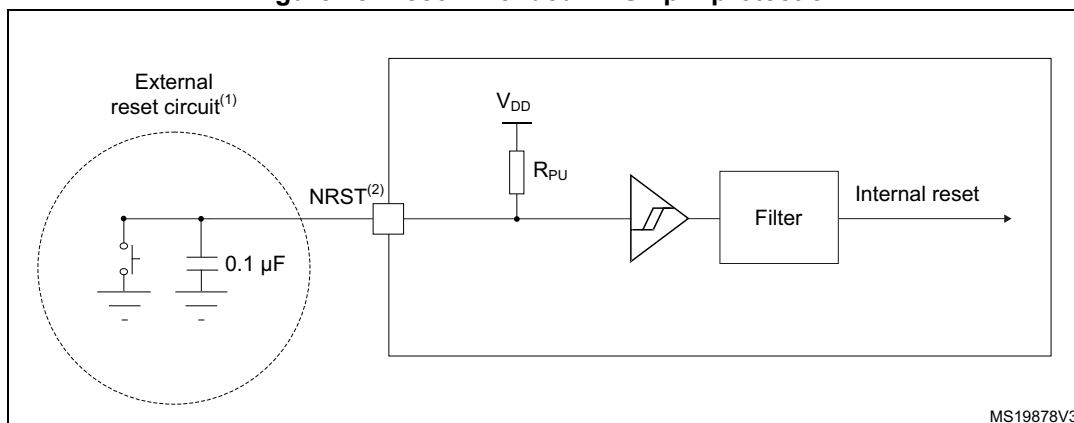 External
reset circuit(1)
VDD
RPU
NRST(2)
0.1 µF
Filter
Internal reset
MS19878V3